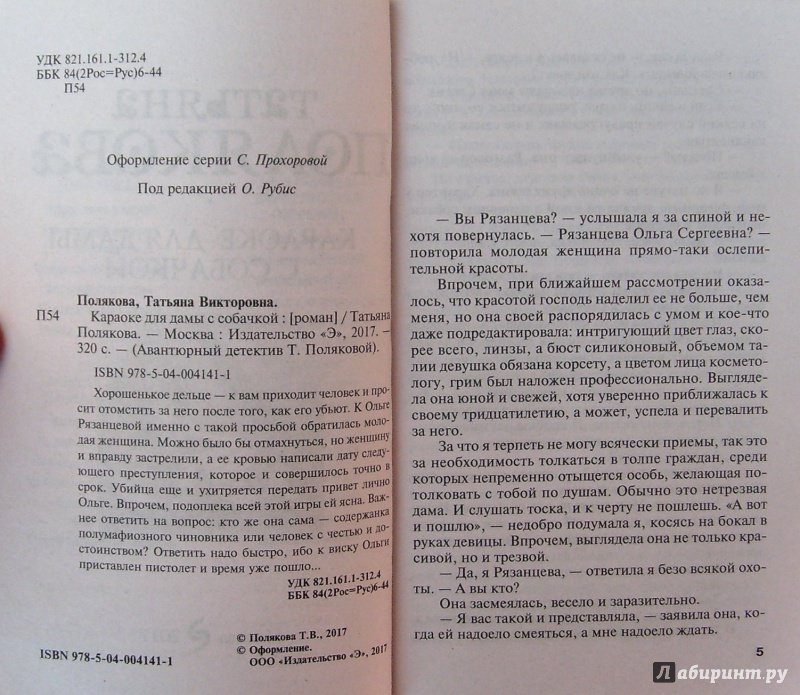 УДК 821.161.1-312.4
ББК 84(2Рос=Рус)6-44
П54
Оформление серии С. Прохоровой
Под редакцией О. Рубис
Полякова, Татьяна Викторовна.
П54 Караоке для дамы с собачкой : [роман] / Татьяна
Полякова. — Москва : Издательство «Э», 2017. —
320 с. — (Авантюрный детектив Т. Поляковой).
ISBN 978-5-04-004141-1
Хорошенькое дельце — к вам приходит человек и про-
сит отомстить за него после того, как его убьют. К Ольге
Рязанцевой именно с такой просьбой обратилась моло-
дая женщина. Можно было бы отмахнуться, но женщину
и вправду застрелили, а ее кровью написали дату следу-
ющего преступления, которое и совершилось точно в
срок. Убийца еще и ухитряется передать привет лично
Ольге. Впрочем, подоплека всей этой игры ей ясна. Важ-
нее ответить на вопрос: кто же она сама — содержанка
полумафиозного чиновника или человек с честью и до-
стоинством? Ответить надо быстро, ибо к виску Ольги
приставлен пистолет и время уже пошло...
УДК 821.161.1-312.4
ББК 84(2Рос=Рус)6-44
© Полякова Т.В., 2017
© Оформление.
ISBN 978-5-04-004141-1 ООО «Издательство «Э», 2017
— Вы Рязанцева? — услышала я за спиной и не-
хотя повернулась. — Рязанцева Ольга Сергеевна? —
повторила молодая женщина прямо-таки ослепи-
тельной красоты.
Впрочем, при ближайшем рассмотрении оказа-
лось, что красотой господь наделил ее не больше, чем
меня, но она своей распорядилась с умом и кое-что
даже подредактировала: интригующий цвет глаз, ско-
рее всего, линзы, а бюст силиконовый, объемом та-
лии девушка обязана корсету, а цветом лица космето-
логу, грим был наложен профессионально. Выгляде-
ла она юной и свежей, хотя уверенно приближалась к
своему тридцатилетию, а может, успела и перевалить
за него.
За что я терпеть не могу всяческие приемы, так это
за необходимость толкаться в толпе граждан, среди
которых непременно отыщется особь, желающая по-
толковать с тобой по душам. Обычно это нетрезвая
дама. И слушать тоска, и к черту не пошлешь. «А вот
и пошлю», — недобро подумала я, косясь на бокал в
руках девицы. Впрочем, выглядела она не только кра-
сивой, но и трезвой.
— Да, я Рязанцева, — ответила я безо всякой охо-
ты. — А вы кто?
Она засмеялась, весело и заразительно.
— Я вас такой и представляла, — заявила она, ко-
гда ей надоело смеяться, а мне надоело ждать.
5
Лабиринт.ру